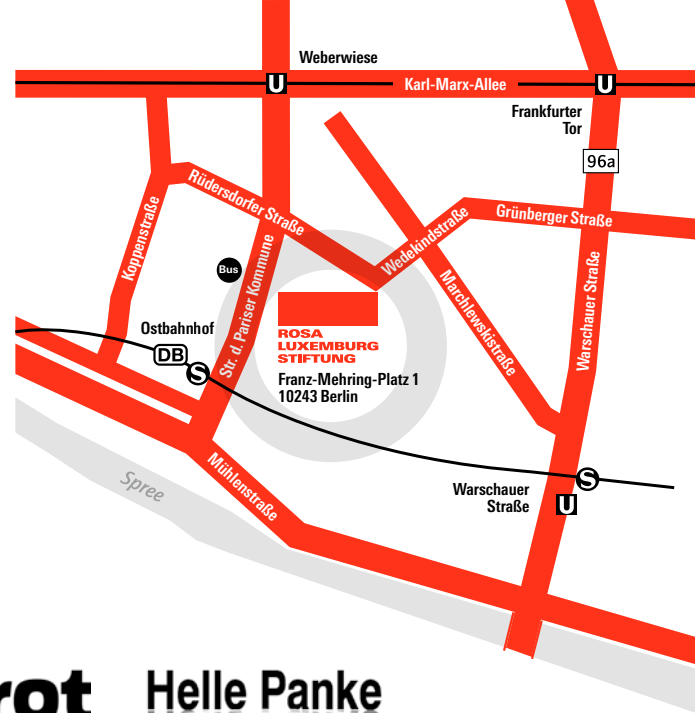 Weberwiese
U
Karl-Marx-Allee
U
Frankfurter
Tor
96a
Rüdersdorfer Straße
Wedekindstraße
Grünberger Straße
Koppenstraße
Bus
Str. d. Pariser Kommune
Marchlewskistraße
Warschauer Straße
Ostbahnhof
DB
S
ROSA
LUXEMBURG
STIFTUNG
Franz-Mehring-Platz 1
10243 Berlin
Mühlenstraße
Spree
Warschauer
Straße
S
U
rot
Helle Panke